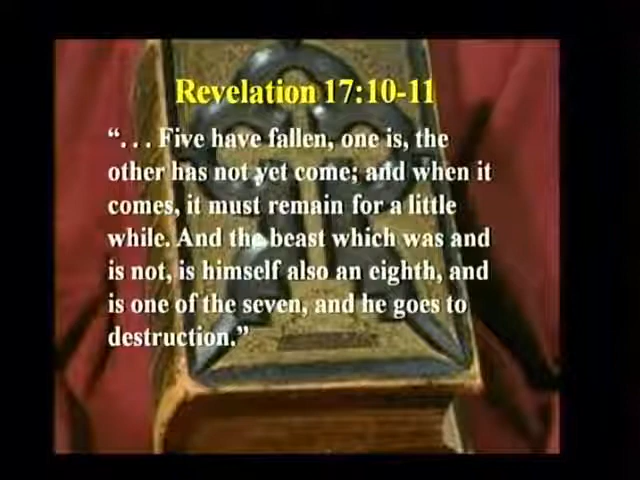 Revelation 17:10-11
“. . . Five have fallen, one is, the
other has not yet come; and when it
comes, it must remain for a little
while. And the beast which was and
is not, is himself also an eighth, and
is one of the seven, and he goes to
destruction.”